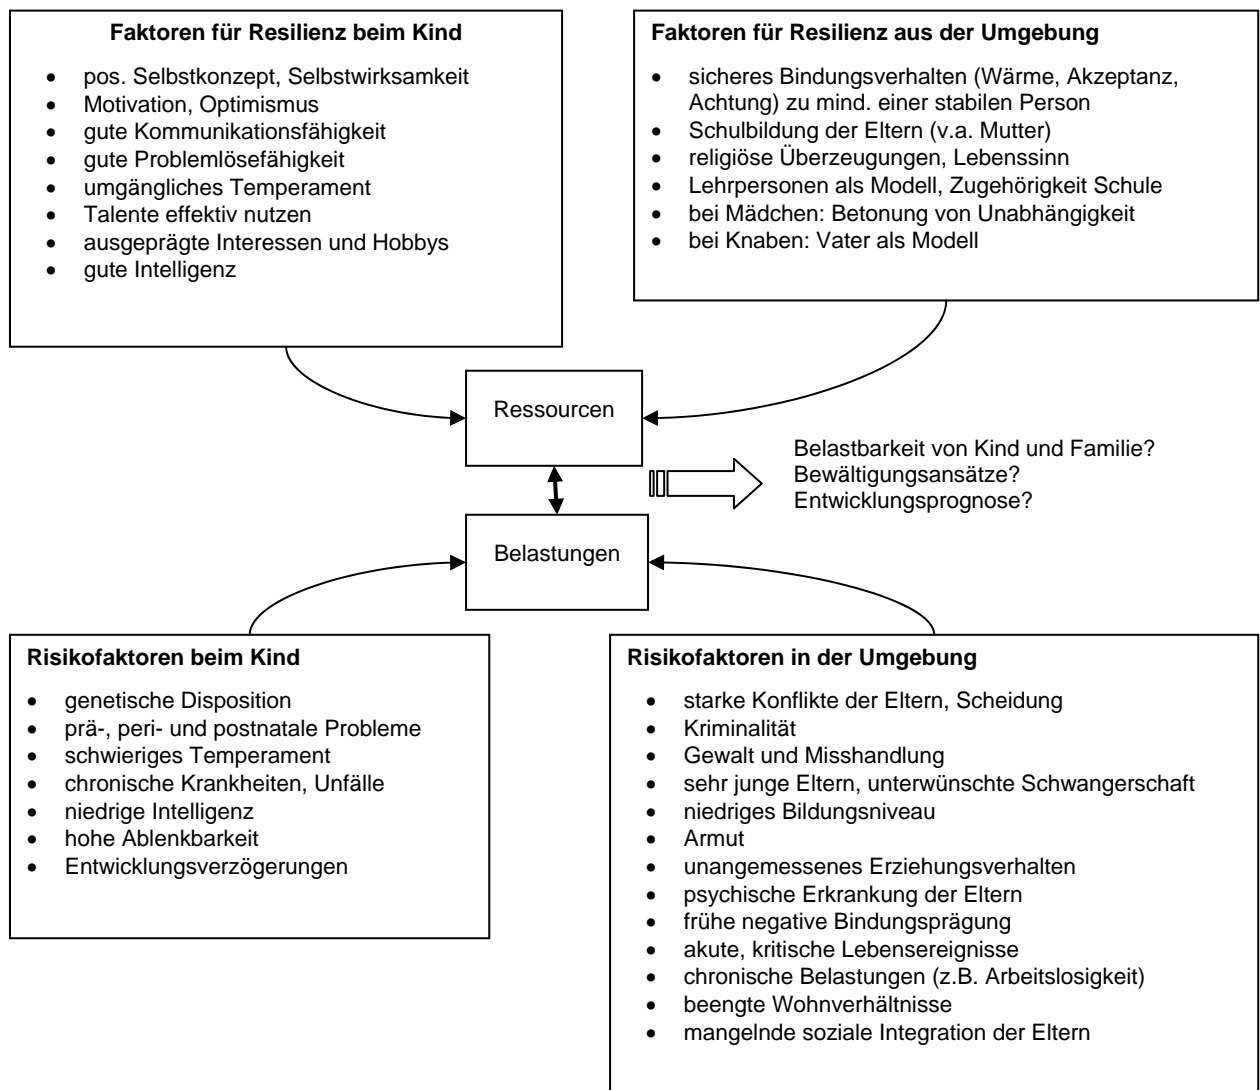 Faktoren für Resilienz beim Kind
• pos. Selbstkonzept, Selbstwirksamkeit
• Motivation, Optimismus
• gute Kommunikationsfähigkeit
• gute Problemlösefähigkeit
• umgängliches Temperament
• Talente effektiv nutzen
• ausgeprägte Interessen und Hobbys
• gute Intelligenz
Faktoren für Resilienz aus der Umgebung
• sicheres Bindungsverhalten (Wärme, Akzeptanz,
Achtung) zu mind. einer stabilen Person
• Schulbildung der Eltern (v.a. Mutter)
• religiöse Überzeugungen, Lebenssinn
• Lehrpersonen als Modell, Zugehörigkeit Schule
• bei Mädchen: Betonung von Unabhängigkeit
• bei Knaben: Vater als Modell
Ressourcen
Belastbarkeit von Kind und Familie?
Bewältigungsansätze?
Entwicklungsprognose?
Belastungen
Risikofaktoren beim Kind
• genetische Disposition
• prä-, peri- und postnatale Probleme
• schwieriges Temperament
• chronische Krankheiten, Unfälle
• niedrige Intelligenz
• hohe Ablenkbarkeit
• Entwicklungsverzögerungen
Risikofaktoren in der Umgebung
• starke Konflikte der Eltern, Scheidung
• Kriminalität
• Gewalt und Misshandlung
• sehr junge Eltern, unterwünschte Schwangerschaft
• niedriges Bildungsniveau
• Armut
• unangemessenes Erziehungsverhalten
• psychische Erkrankung der Eltern
• frühe negative Bindungsprägung
• akute, kritische Lebensereignisse
• chronische Belastungen (z.B. Arbeitslosigkeit)
• beengte Wohnverhältnisse
• mangelnde soziale Integration der Eltern